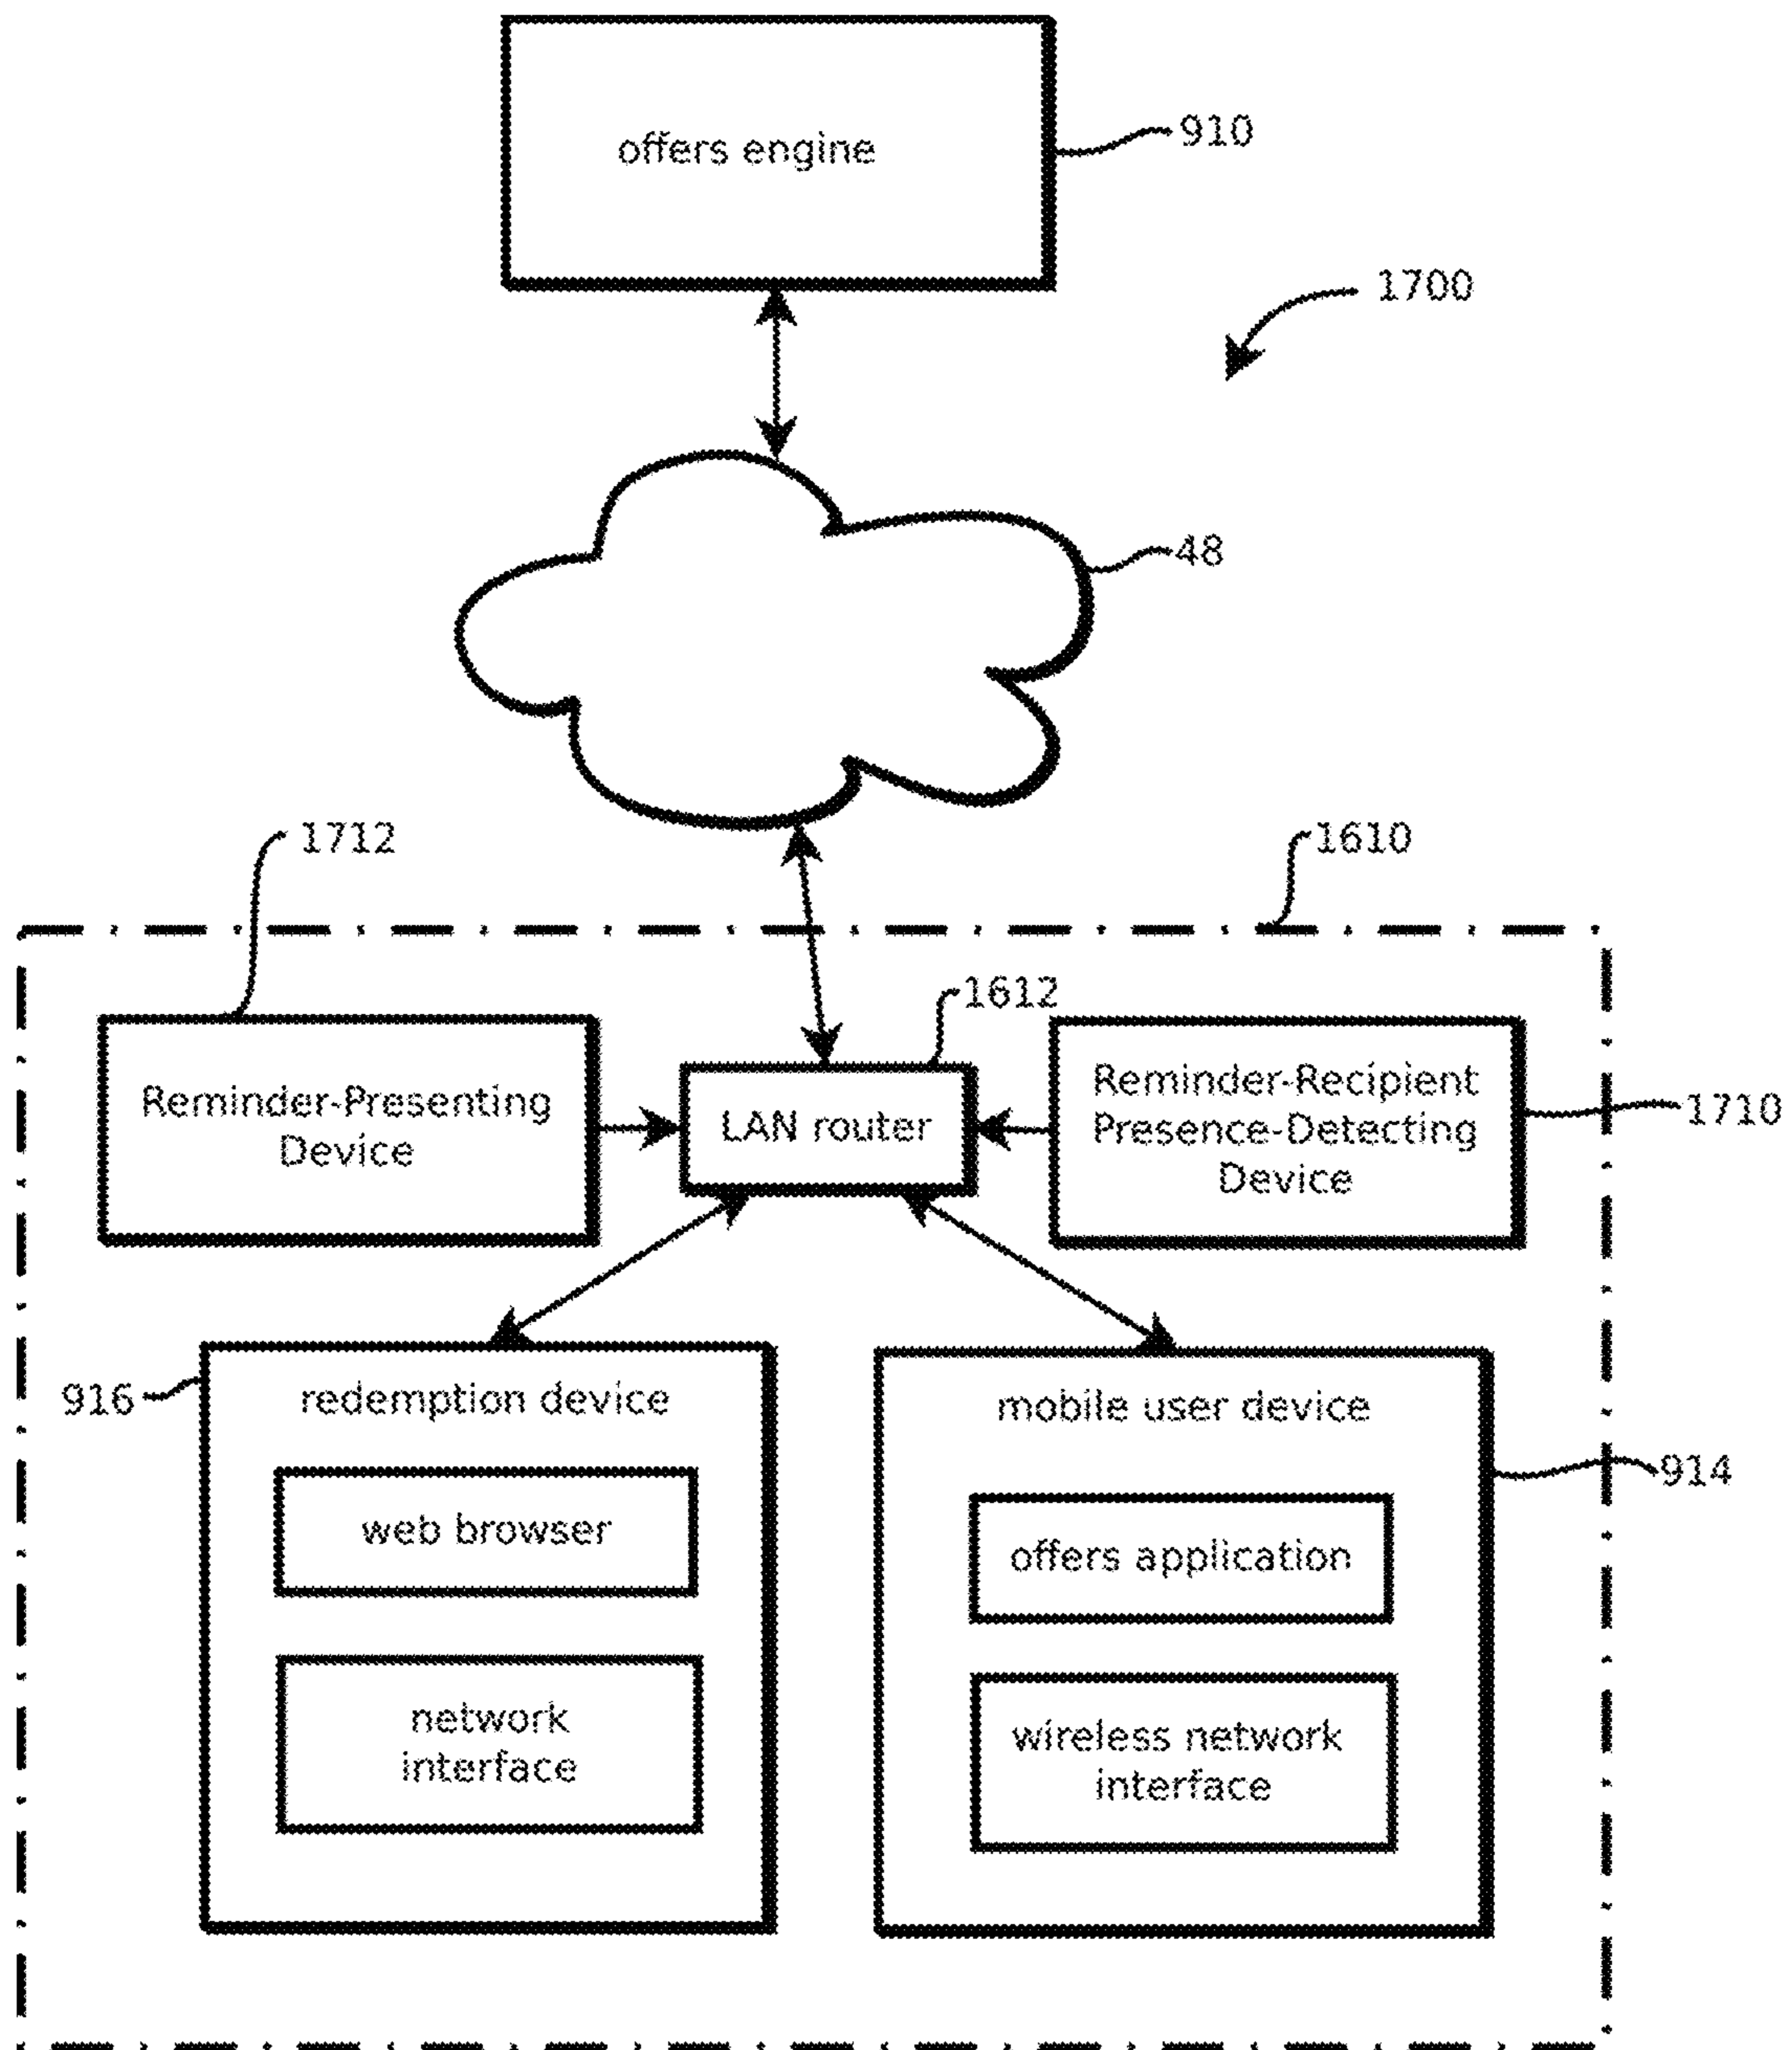 offers engine
910
1700
48
1712
1610
1612
Reminder-Presenting
Device
LAN router
Reminder-Recipient
Presence-Detecting
Device
1710
916
redemption device
mobile user device
914
web browser
offers application
network
interface
wireless network
interface